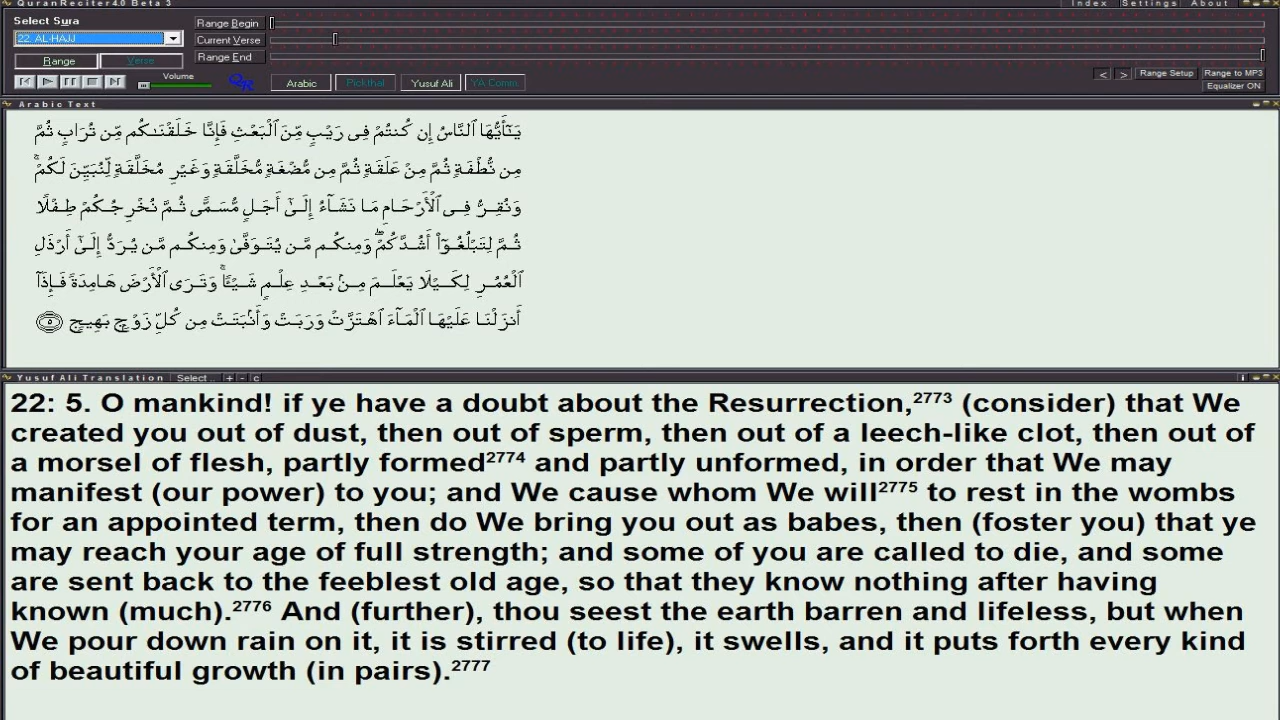 QuranReciter4.0 Beta 3
Index Settings About
Select Sura
22. AL-HAJJ
Range Begin
Current Verse
Range End
Range Verse
Volume
QR
Arabic Pickthal Yusuf Ali YA Comm.
< > Range Setup Range to MP3
Equalizer ON
Arabic Text
يَـٰٓأَيُّهَا ٱلنَّاسُ إِن كُنتُمْ فِى رَيْبٍ مِّنَ ٱلْبَعْثِ فَإِنَّا خَلَقْنَـٰكُم مِّن تُرَابٍ ثُمَّ
مِن نُّطْفَةٍ ثُمَّ مِنْ عَلَقَةٍ ثُمَّ مِن مُّضْغَةٍ مُّخَلَّقَةٍ وَغَيْرِ مُخَلَّقَةٍ لِّنُبَيِّنَ لَكُمْ ۚ
وَنُقِرُّ فِى ٱلْأَرْحَامِ مَا نَشَآءُ إِلَىٰٓ أَجَلٍ مُّسَمًّى ثُمَّ نُخْرِجُكُمْ طِفْلًا
ثُمَّ لِتَبْلُغُوٓا۟ أَشُدَّكُمْ ۖ وَمِنكُم مَّن يُتَوَفَّىٰ وَمِنكُم مَّن يُرَدُّ إِلَىٰٓ أَرْذَلِ
ٱلْعُمُرِ لِكَيْلَا يَعْلَمَ مِنۢ بَعْدِ عِلْمٍ شَيْـًٔا ۚ وَتَرَى ٱلْأَرْضَ هَامِدَةً فَإِذَآ
أَنزَلْنَا عَلَيْهَا ٱلْمَآءَ ٱهْتَزَّتْ وَرَبَتْ وَأَنۢبَتَتْ مِن كُلِّ زَوْجٍۭ بَهِيجٍ ٥
Yusuf Ali Translation Select... + - c i
22: 5. O mankind! if ye have a doubt about the Resurrection,2773 (consider) that We
created you out of dust, then out of sperm, then out of a leech-like clot, then out of
a morsel of flesh, partly formed2774 and partly unformed, in order that We may
manifest (our power) to you; and We cause whom We will2775 to rest in the wombs
for an appointed term, then do We bring you out as babes, then (foster you) that ye
may reach your age of full strength; and some of you are called to die, and some
are sent back to the feeblest old age, so that they know nothing after having
known (much).2776 And (further), thou seest the earth barren and lifeless, but when
We pour down rain on it, it is stirred (to life), it swells, and it puts forth every kind
of beautiful growth (in pairs).2777